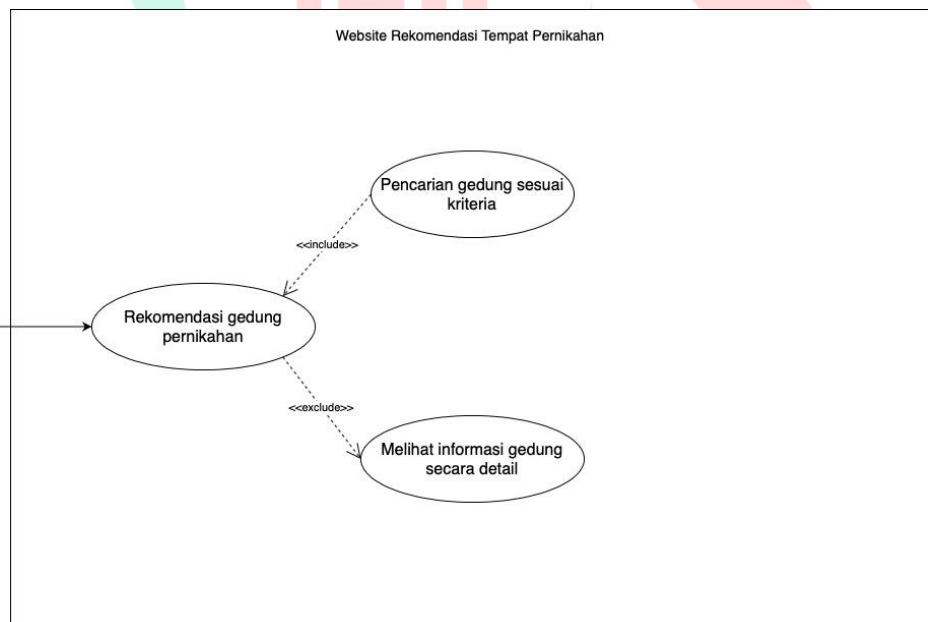 Website Rekomendasi Tempat Pernikahan
Pencarian gedung sesuai
kriteria
<<include>>
Rekomendasi gedung
pernikahan
<<exclude>>
Melihat informasi gedung
secara detail